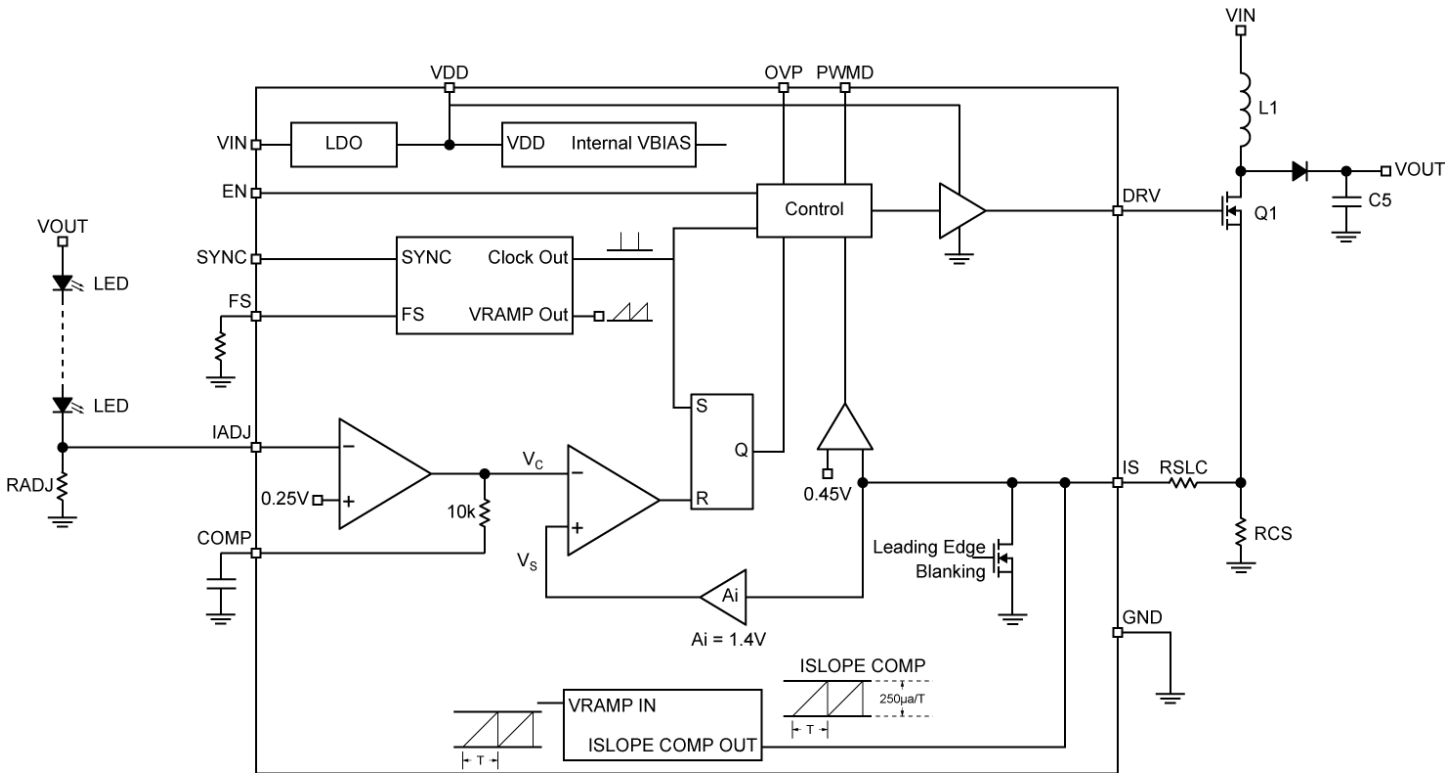 VIN
VDD
OVP
PWMD
L1
VIN
LDO
VDD
Internal VBIAS
EN
Control
DRV
VOUT
C5
Q1
VOUT
LED
SYNC
SYNC
Clock Out
FS
FS
VRAMP Out
LED
IADJ
S
Q
R
RADJ
0.25V
VC
10k
0.45V
IS
RSLC
COMP
VS
Leading Edge
Blanking
RCS
Ai
Ai = 1.4V
GND
ISLOPE COMP
250µa/T
T
VRAMP IN
ISLOPE COMP OUT
T